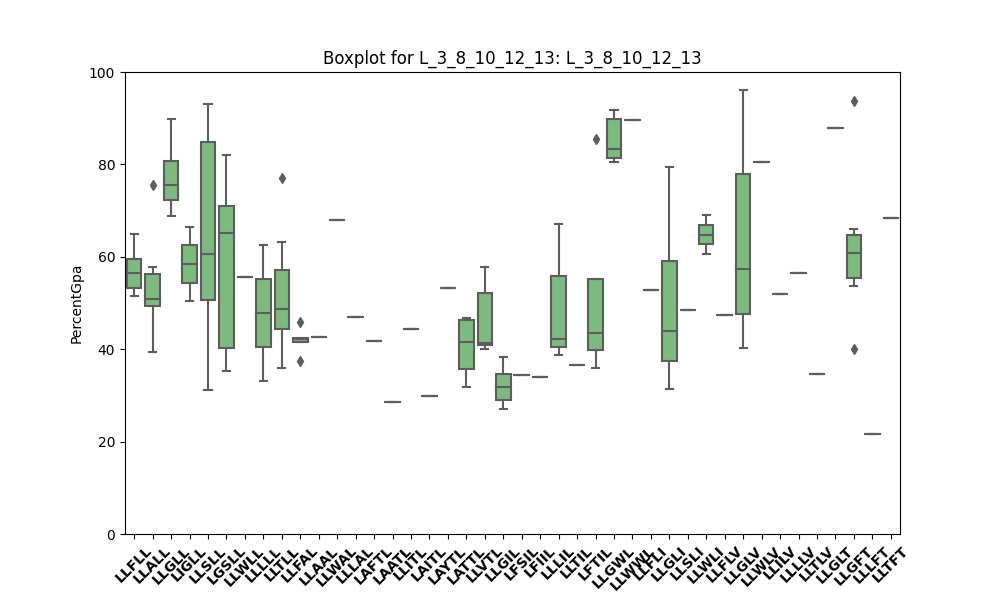 Boxplot for L_3_8_10_12_13: L_3_8_10_12_13
PercentGpa
100
80
60
40
20
0
LLFLL
LLALL
LLGLL
LIGLL
LLSLL
LGSLL
LLWLL
LLLLL
LLTLL
LLFAL
LLAAL
LLWAL
LLLAL
LAFTL
LAATL
LLITL
LAITL
LAYTL
LATTL
LLVTL
LLGIL
LFSIL
LFIIL
LLLIL
LLTIL
LFTIL
LLGWL
LLWWL
LLFLI
LLGLI
LLSLI
LLWLI
LLFLV
LLGLV
LLWLV
LLILV
LLLLV
LLTLV
LLGLT
LLGFT
LLLFT
LLTFT